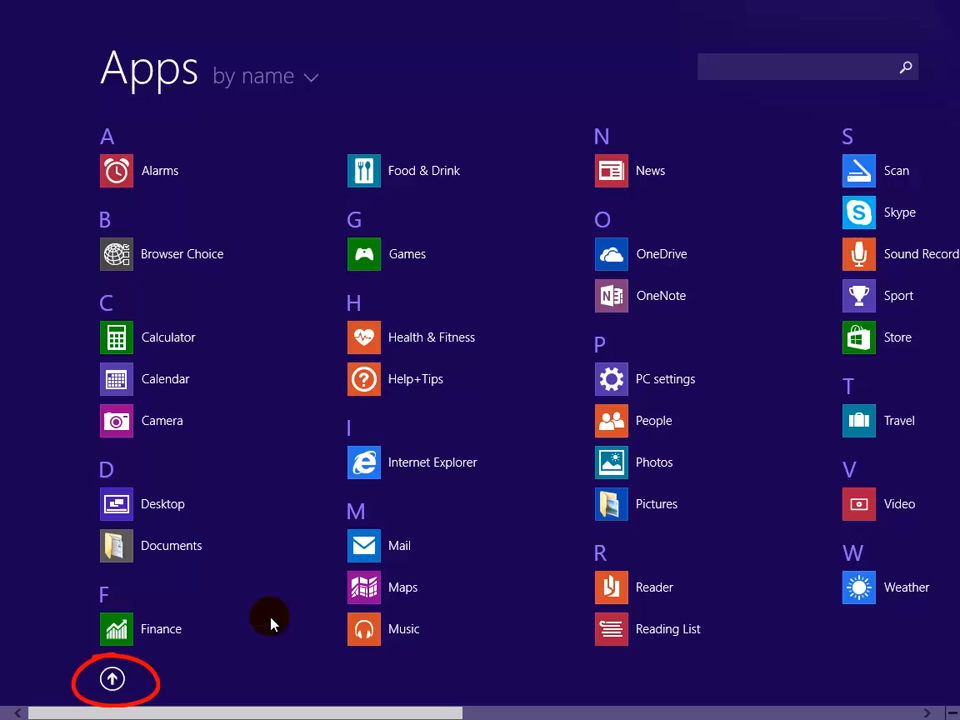 Apps by name
A
Alarms
B
Browser Choice
C
Calculator
Calendar
Camera
D
Desktop
Documents
F
Finance
Food & Drink
G
Games
H
Health & Fitness
Help+Tips
I
Internet Explorer
M
Mail
Maps
Music
N
News
O
OneDrive
OneNote
P
PC settings
People
Photos
Pictures
R
Reader
Reading List
S
Scan
Skype
Sound Record
Sport
Store
T
Travel
V
Video
W
Weather